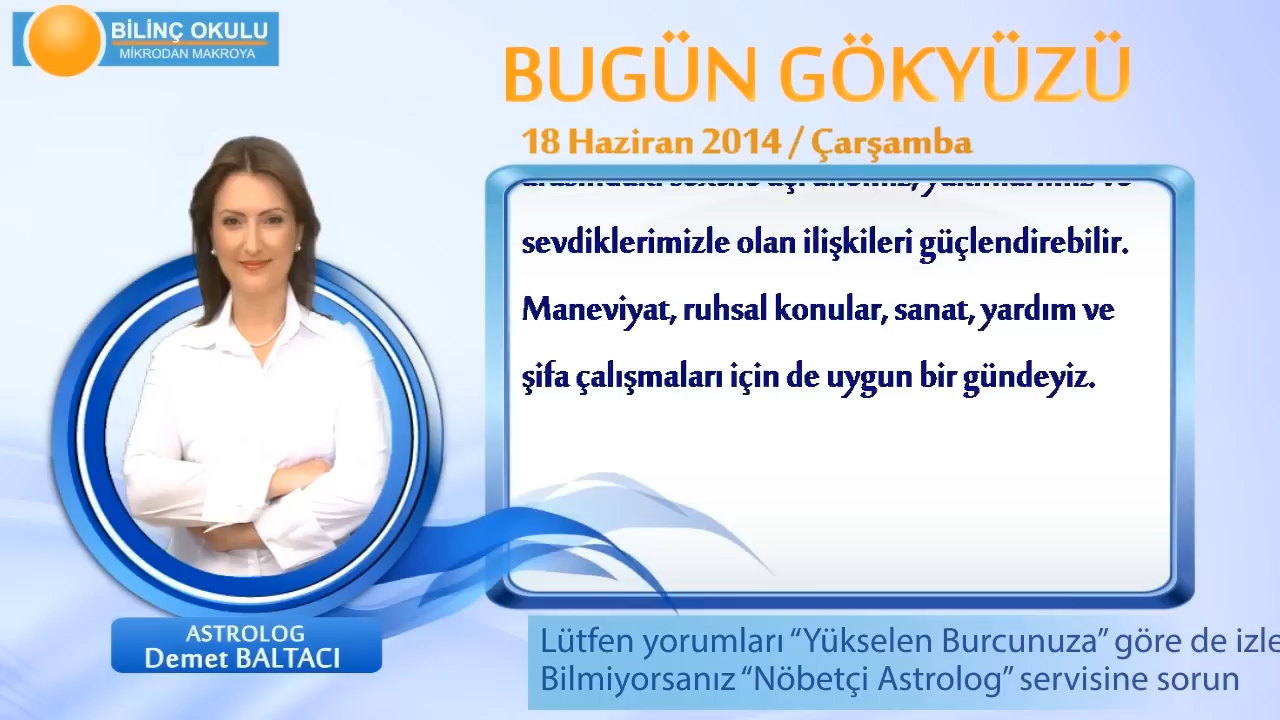 BİLİNÇ OKULU
MİKRODAN MAKROYA
BUGÜN GÖKYÜZÜ
18 Haziran 2014 / Çarşamba
sevdiklerimizle olan ilişkileri güçlendirebilir.
Maneviyat, ruhsal konular, sanat, yardım ve
şifa çalışmaları için de uygun bir gündeyiz.
ASTROLOG
Demet BALTACI
Lütfen yorumları “Yükselen Burcunuza” göre de izle
Bilmiyorsanız “Nöbetçi Astrolog” servisine sorun